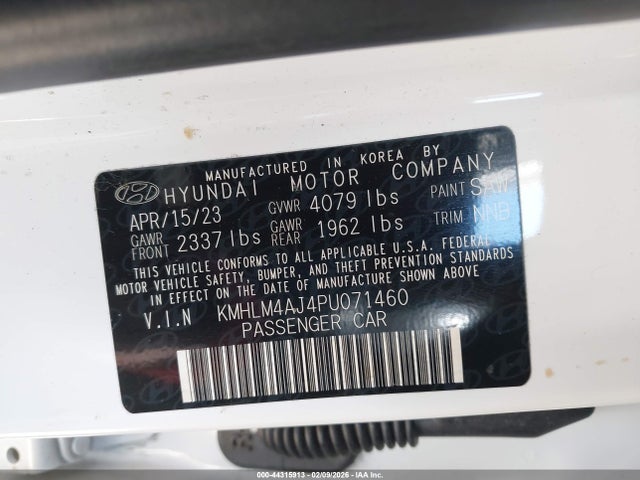 MANUFACTURED IN KOREA BY
HYUNDAI MOTOR COMPANY
APR/15/23 GVWR 4079 lbs PAINT SAW
GAWR FRONT 2337 lbs GAWR REAR 1962 lbs TRIM NNB
THIS VEHICLE CONFORMS TO ALL APPLICABLE U.S.A. FEDERAL
MOTOR VEHICLE SAFETY, BUMPER, AND THEFT PREVENTION STANDARDS
IN EFFECT ON THE DATE OF MANUFACTURE SHOWN ABOVE
V.I.N KMHLM4AJ4PU071460
PASSENGER CAR
000-44315913 | 02/09/2026 | IAA Inc.